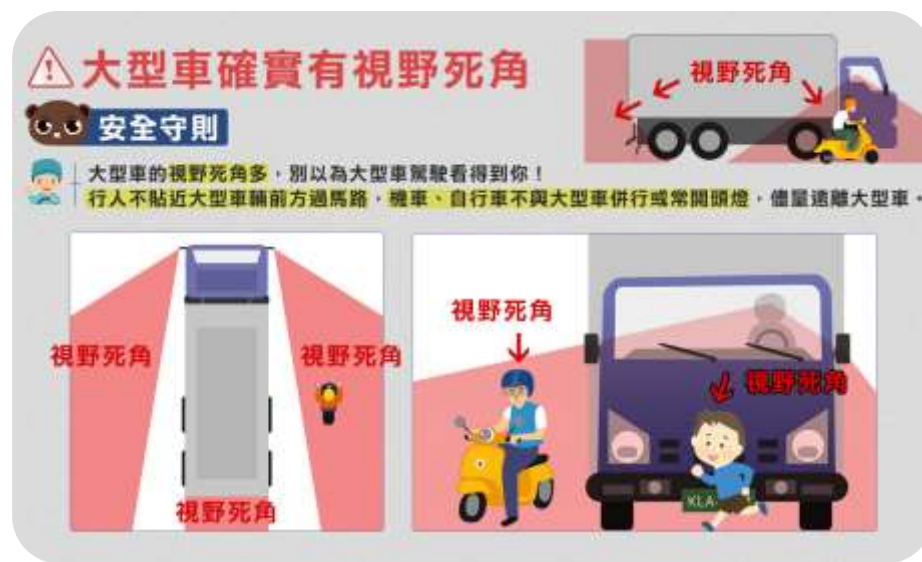 大型車確實有視野死角
視野死角
安全守則
大型車的視野死角多，別以為大型車駕駛看得到你！
行人不貼近大型車輛前方過馬路，機車、自行車不與大型車併行或常開頭燈，儘量遠離大型車。
視野死角
視野死角
視野死角
視野死角
視野死角
KLA